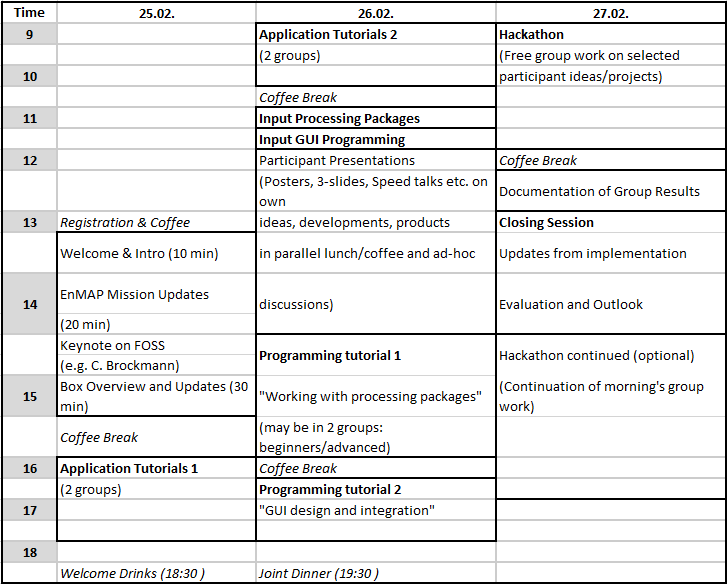 Time 25.02. 26.02. 27.02.
9 Application Tutorials 2 Hackathon
(2 groups) (Free group work on selected
10 participant ideas/projects)
Coffee Break
11 Input Processing Packages
Input GUI Programming
12 Participant Presentations Coffee Break
(Posters, 3-slides, Speed talks etc. on
own
Documentation of Group Results
13 Registration & Coffee ideas, developments, products Closing Session
Welcome & Intro (10 min) in parallel lunch/coffee and ad-hoc Updates from implementation
EnMAP Mission Updates
14 discussions) Evaluation and Outlook
(20 min)
Keynote on FOSS
(e.g. C. Brockmann)
Programming tutorial 1 Hackathon continued (optional)
15 Box Overview and Updates (30
min)
"Working with processing packages" (Continuation of morning's group
work)
Coffee Break (may be in 2 groups:
beginners/advanced)
16 Application Tutorials 1 Coffee Break
(2 groups) Programming tutorial 2
17 "GUI design and integration"
18
Welcome Drinks (18:30 ) Joint Dinner (19:30 )